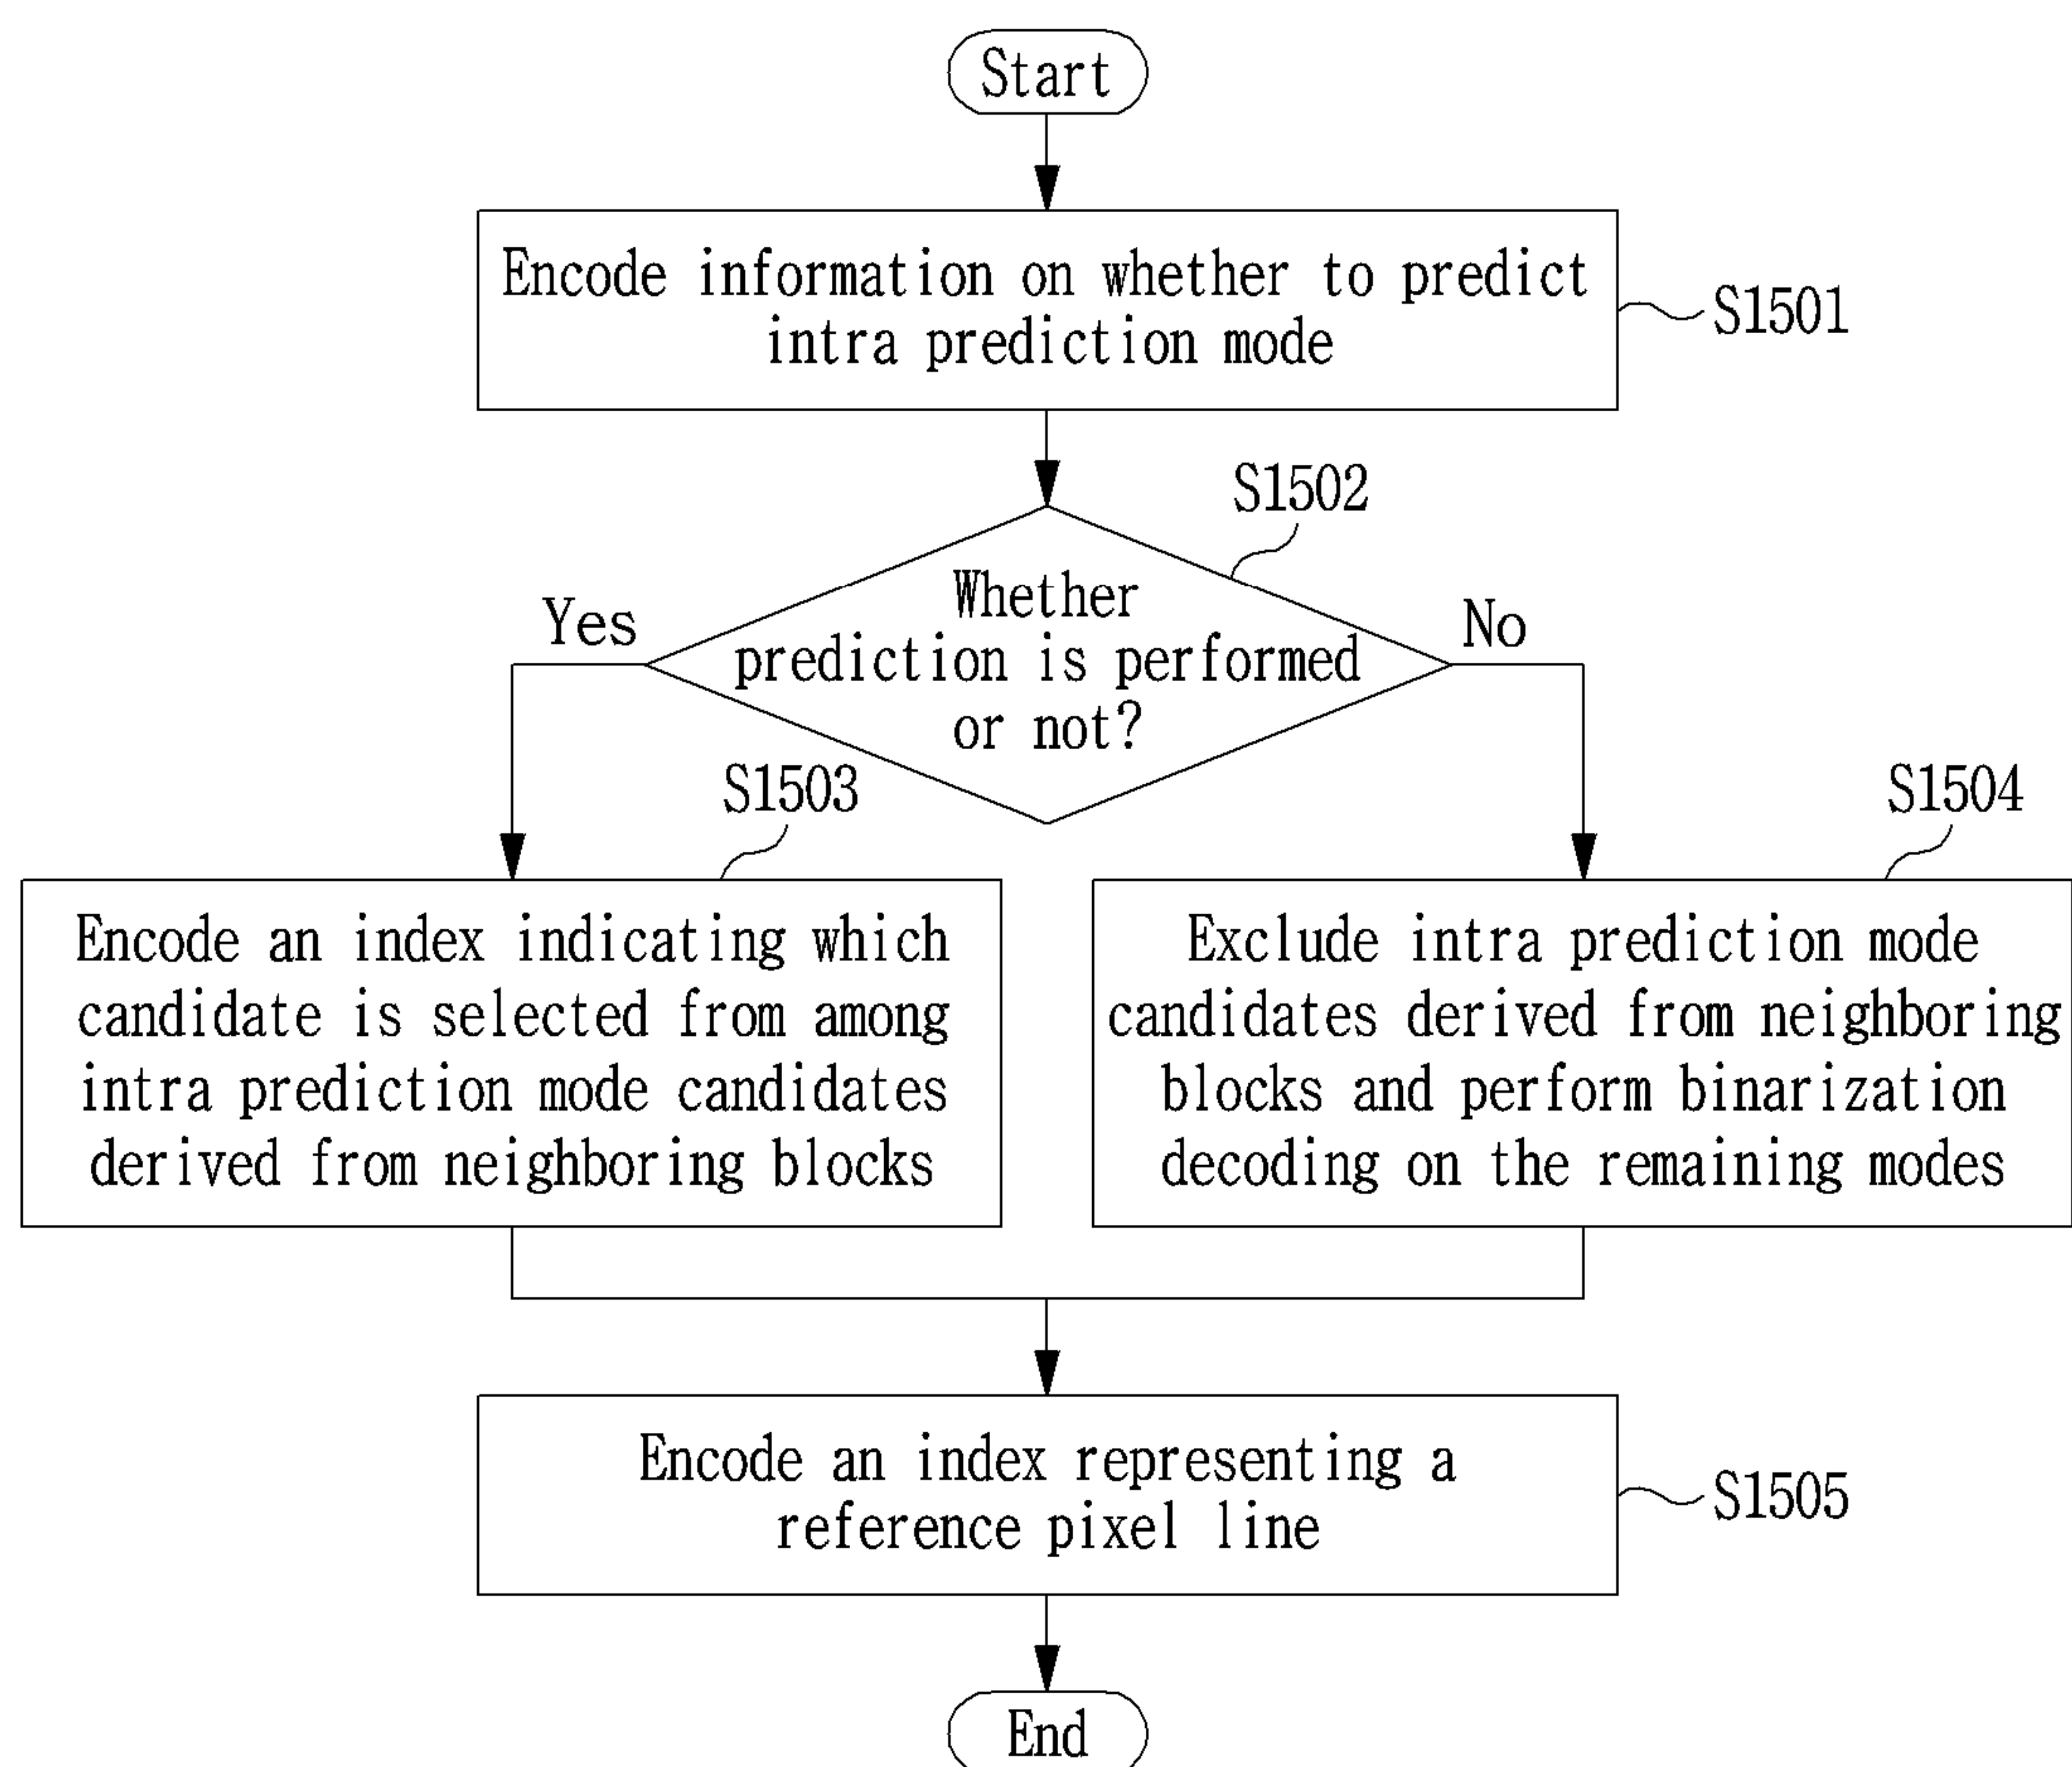 Start
Encode information on whether to predict
intra prediction mode
S1501
S1502
Whether
prediction is performed
or not?
Yes
No
S1503
Encode an index indicating which
candidate is selected from among
intra prediction mode candidates
derived from neighboring blocks
S1504
Exclude intra prediction mode
candidates derived from neighboring
blocks and perform binarization
decoding on the remaining modes
Encode an index representing a
reference pixel line
S1505
End